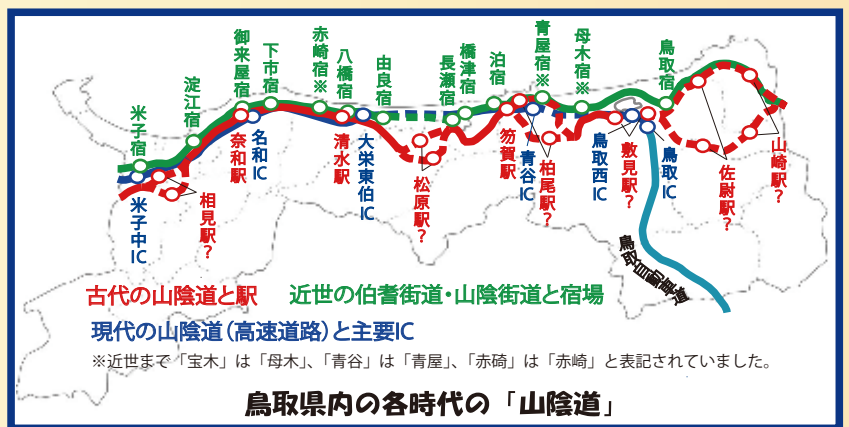 米子宿
淀江宿
御来屋宿
下市宿
赤崎宿※
八橋宿
由良宿
長瀬宿
橋津宿
泊宿
青屋宿※
母木宿※
鳥取宿
米子中IC
相見駅?
奈和駅
名和IC
清水駅
大栄東伯IC
松原駅?
笏賀駅
青谷IC
柏尾駅?
鳥取西IC
敷見駅?
鳥取IC
佐尉駅?
山崎駅?
鳥取自動車道
古代の山陰道と駅
近世の伯耆街道・山陰街道と宿場
現代の山陰道(高速道路)と主要IC
※近世まで「宝木」は「母木」、「青谷」は「青屋」、「赤碕」は「赤崎」と表記されていました。
鳥取県内の各時代の「山陰道」